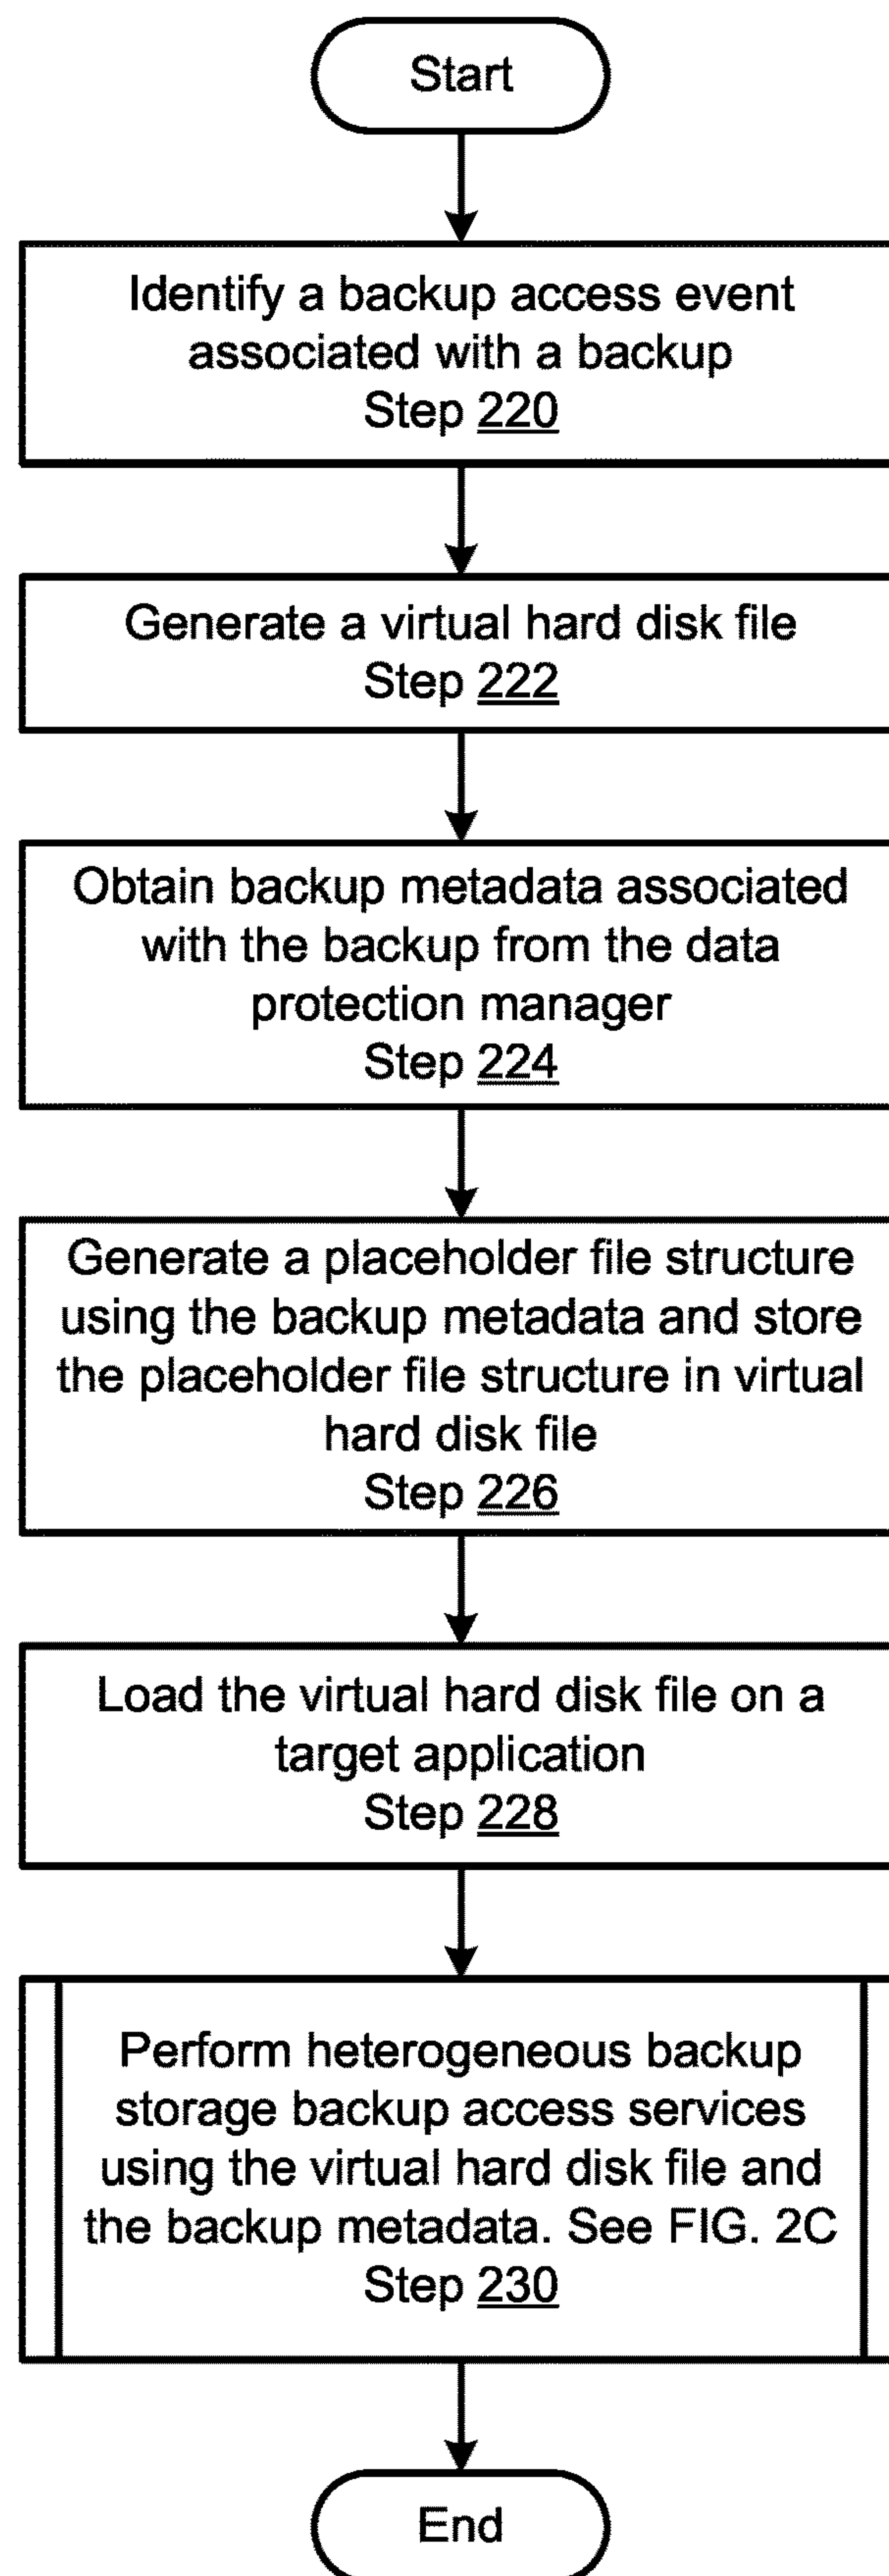 Start
Identify a backup access event
associated with a backup
Step 220
Generate a virtual hard disk file
Step 222
Obtain backup metadata associated
with the backup from the data
protection manager
Step 224
Generate a placeholder file structure
using the backup metadata and store
the placeholder file structure in virtual
hard disk file
Step 226
Load the virtual hard disk file on a
target application
Step 228
Perform heterogeneous backup
storage backup access services
using the virtual hard disk file and
the backup metadata. See FIG. 2C
Step 230
End